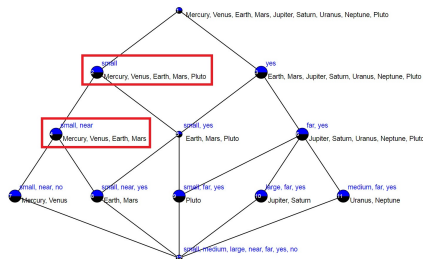 Mercury, Venus, Earth, Mars, Jupiter, Saturn, Uranus, Neptune, Pluto
small
Mercury, Venus, Earth, Mars, Pluto
yes
Earth, Mars, Jupiter, Saturn, Uranus, Neptune, Pluto
small, near
Mercury, Venus, Earth, Mars
small, yes
Earth, Mars, Pluto
far, yes
Jupiter, Saturn, Uranus, Neptune, Pluto
small, near, no
Mercury, Venus
small, near, yes
Earth, Mars
small, far, yes
Pluto
large, far, yes
Jupiter, Saturn
medium, far, yes
Uranus, Neptune
small, medium, large, near, far, yes, no